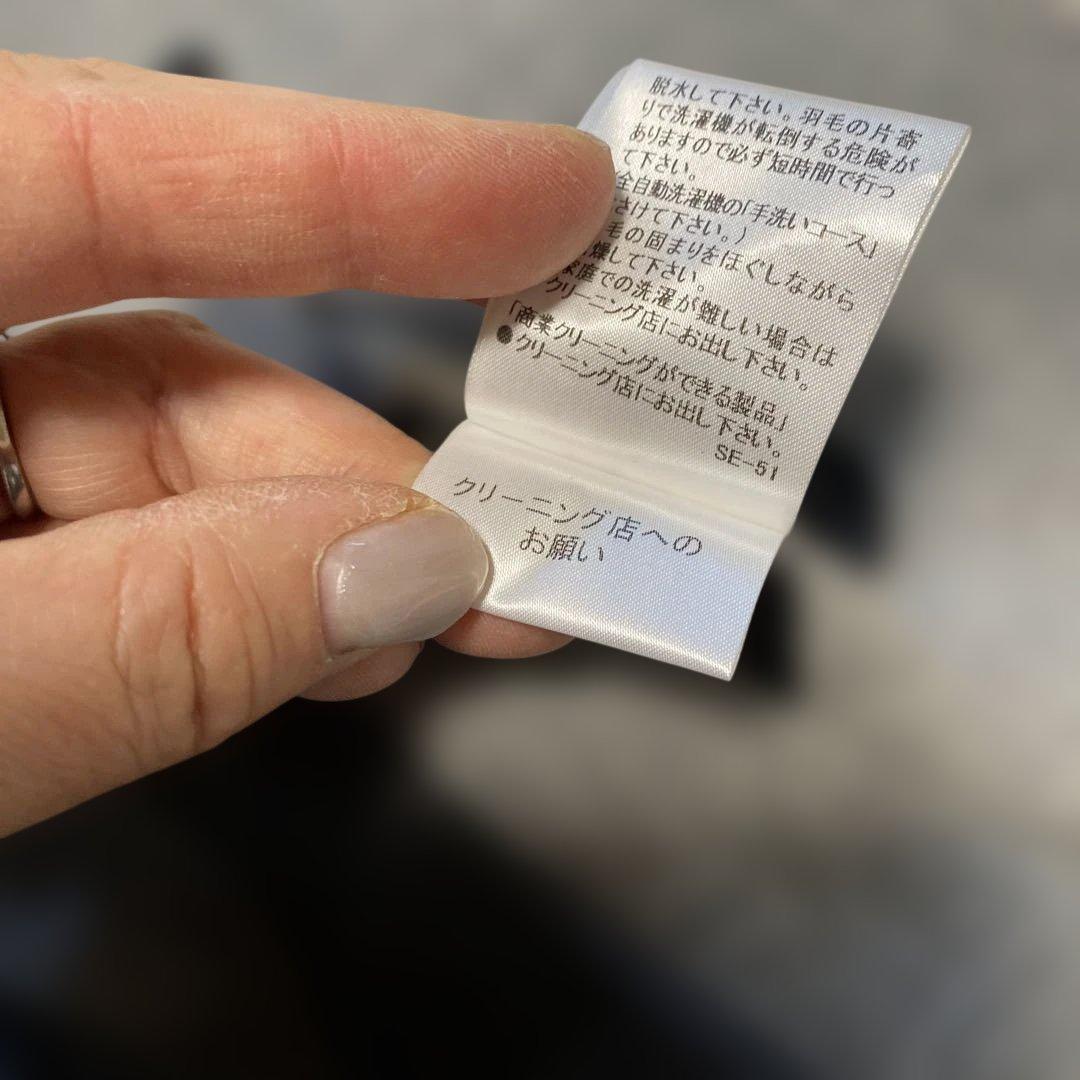 脱水して下さい。羽毛の片寄
りで洗濯機が転倒する危険が
ありますので必ず短時間で行っ
て下さい。
全自動洗濯機の「手洗いコース」
さけて下さい。)
毛の固まりをほぐしながら
燥して下さい。
家庭での洗濯が難しい場合は
クリーニング店にお出し下さい。
「商業クリーニングができる製品」
●クリーニング店にお出し下さい。
SE-51
クリーニング店への
お願い